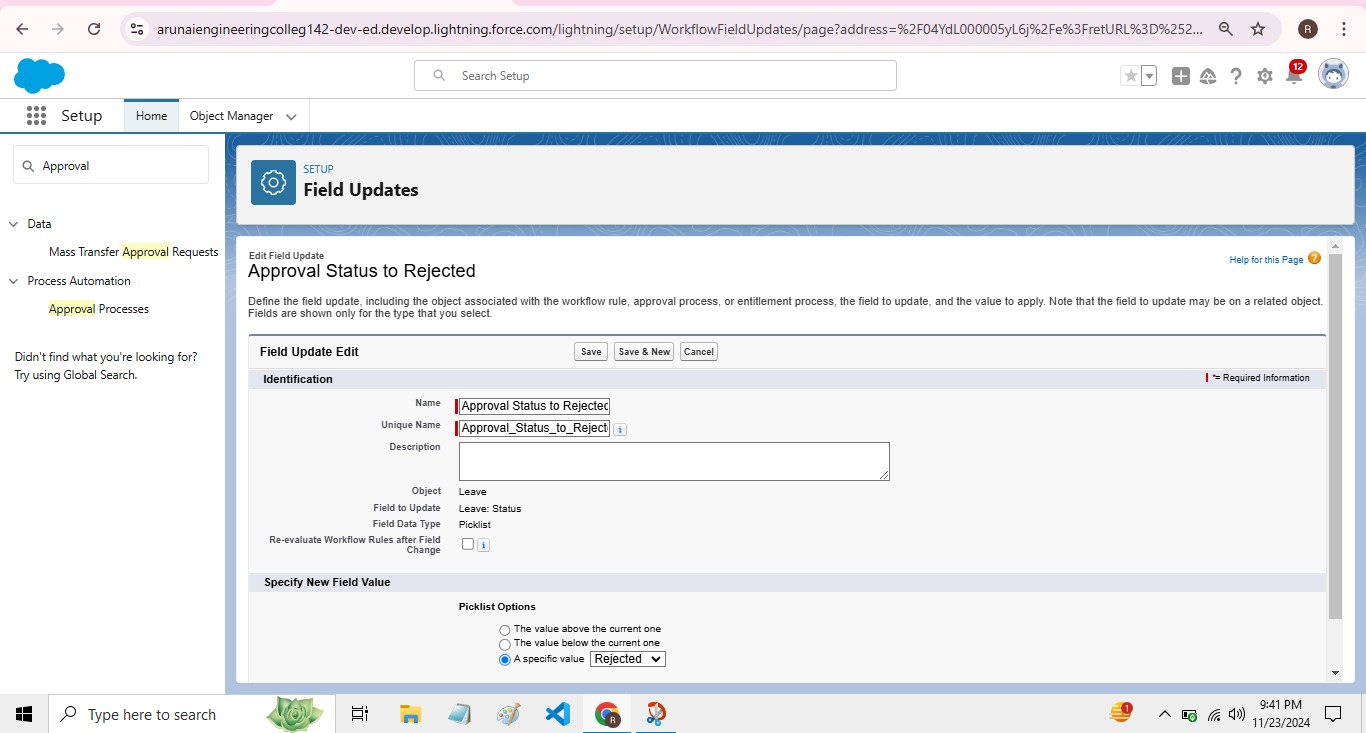 arunaiengineeringcolleg142-dev-ed.develop.lightning.force.com/lightning/setup/WorkflowFieldUpdates/page?address=%2F04YdL000005yL6j%2Fe%3FretURL%3D%252...
R
Search Setup
12
Setup
Home
Object Manager
Approval
SETUP
Field Updates
Data
Mass Transfer Approval Requests
Process Automation
Approval Processes
Didn't find what you're looking for?
Try using Global Search.
Edit Field Update
Approval Status to Rejected
Help for this Page ?
Define the field update, including the object associated with the workflow rule, approval process, or entitlement process, the field to update, and the value to apply. Note that the field to update may be on a related object.
Fields are shown only for the type that you select.
Field Update Edit
Save
Save & New
Cancel
Identification
*= Required Information
Name
Approval Status to Rejected
Unique Name
Approval_Status_to_Reject
i
Description
Object
Leave
Field to Update
Leave: Status
Field Data Type
Picklist
Re-evaluate Workflow Rules after Field
Change
i
Specify New Field Value
Picklist Options
The value above the current one
The value below the current one
A specific value
Rejected
Type here to search
R
1
9:41 PM
11/23/2024